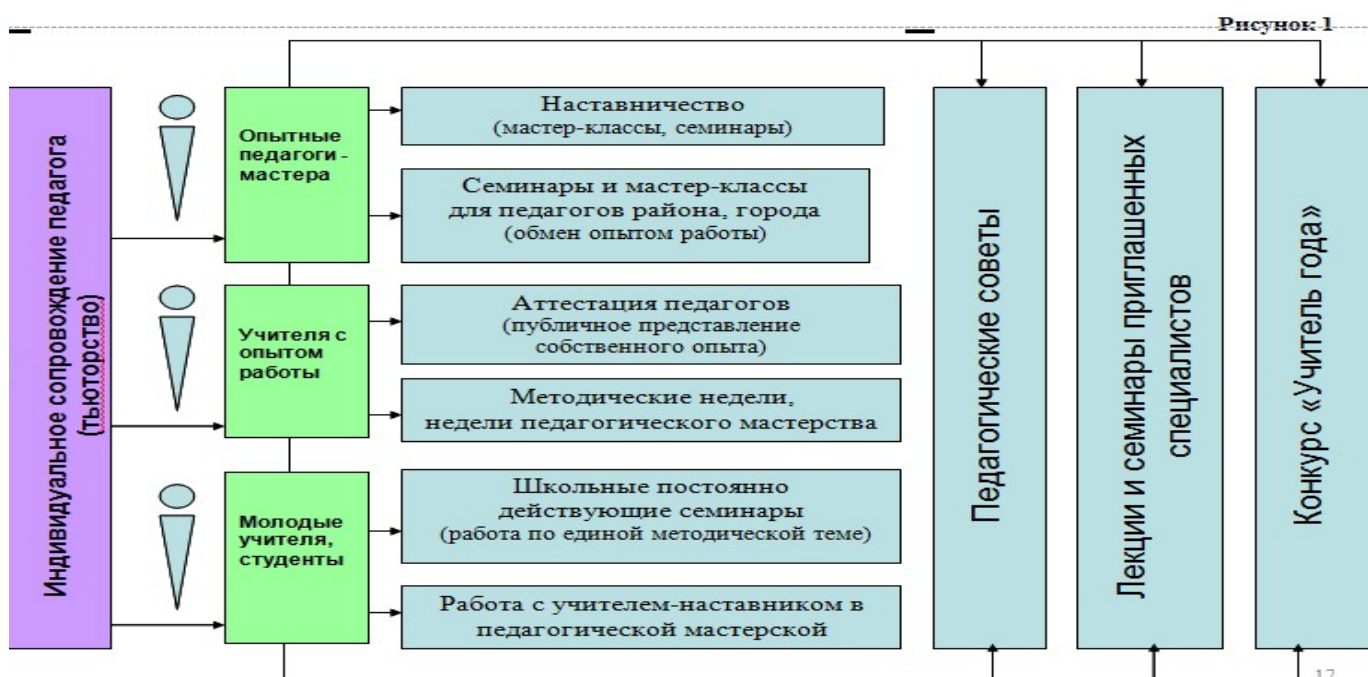 Рисунок 1
Индивидуальное сопровождение педагога
(тьюторство)
Опытные
педагоги -
мастера
Наставничество
(мастер-классы, семинары)
Семинары и мастер-классы
для педагогов района, города
(обмен опытом работы)
Учителя с
опытом
работы
Аттестация педагогов
(публичное представление
собственного опыта)
Методические недели,
недели педагогического мастерства
Молодые
учителя,
студенты
Школьные постоянно
действующие семинары
(работа по единой методической теме)
Работа с учителем-наставником в
педагогической мастерской
Педагогические советы
Лекции и семинары приглашенных
специалистов
Конкурс «Учитель года»
17